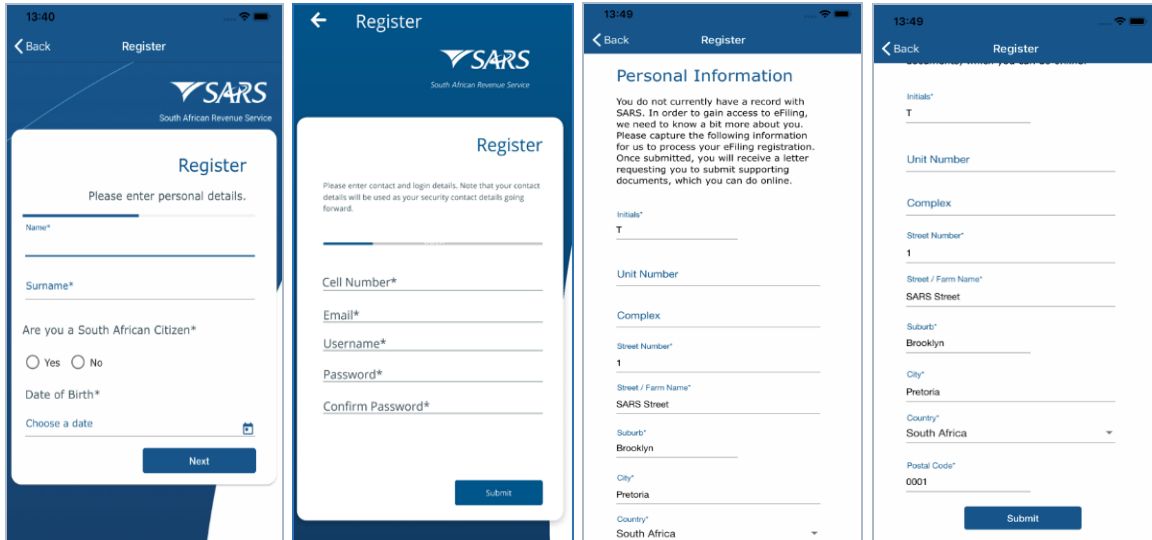 13:40
Back
Register
SARS
South African Revenue Service
Register
Please enter personal details.
Name*
Surname*
Are you a South African Citizen*
Yes No
Date of Birth*
Choose a date
Next
Register
SARS
South African Revenue Service
Register
Please enter contact and login details. Note that your contact
details will be used as your security contact details going
forward.
Cell Number*
Email*
Username*
Password*
Confirm Password*
Submit
13:49
Back
Register
Personal Information
You do not currently have a record with
SARS. In order to gain access to eFiling,
we need to know a bit more about you.
Please capture the following information
for us to process your eFiling registration.
Once submitted, you will receive a letter
requesting you to submit supporting
documents, which you can do online.
Initials*
T
Unit Number
Complex
Street Number*
1
Street / Farm Name*
SARS Street
Suburb*
Brooklyn
City*
Pretoria
Country*
South Africa
13:49
Back
Register
documents, which you can do online.
Initials*
T
Unit Number
Complex
Street Number*
1
Street / Farm Name*
SARS Street
Suburb*
Brooklyn
City*
Pretoria
Country*
South Africa
Postal Code*
0001
Submit